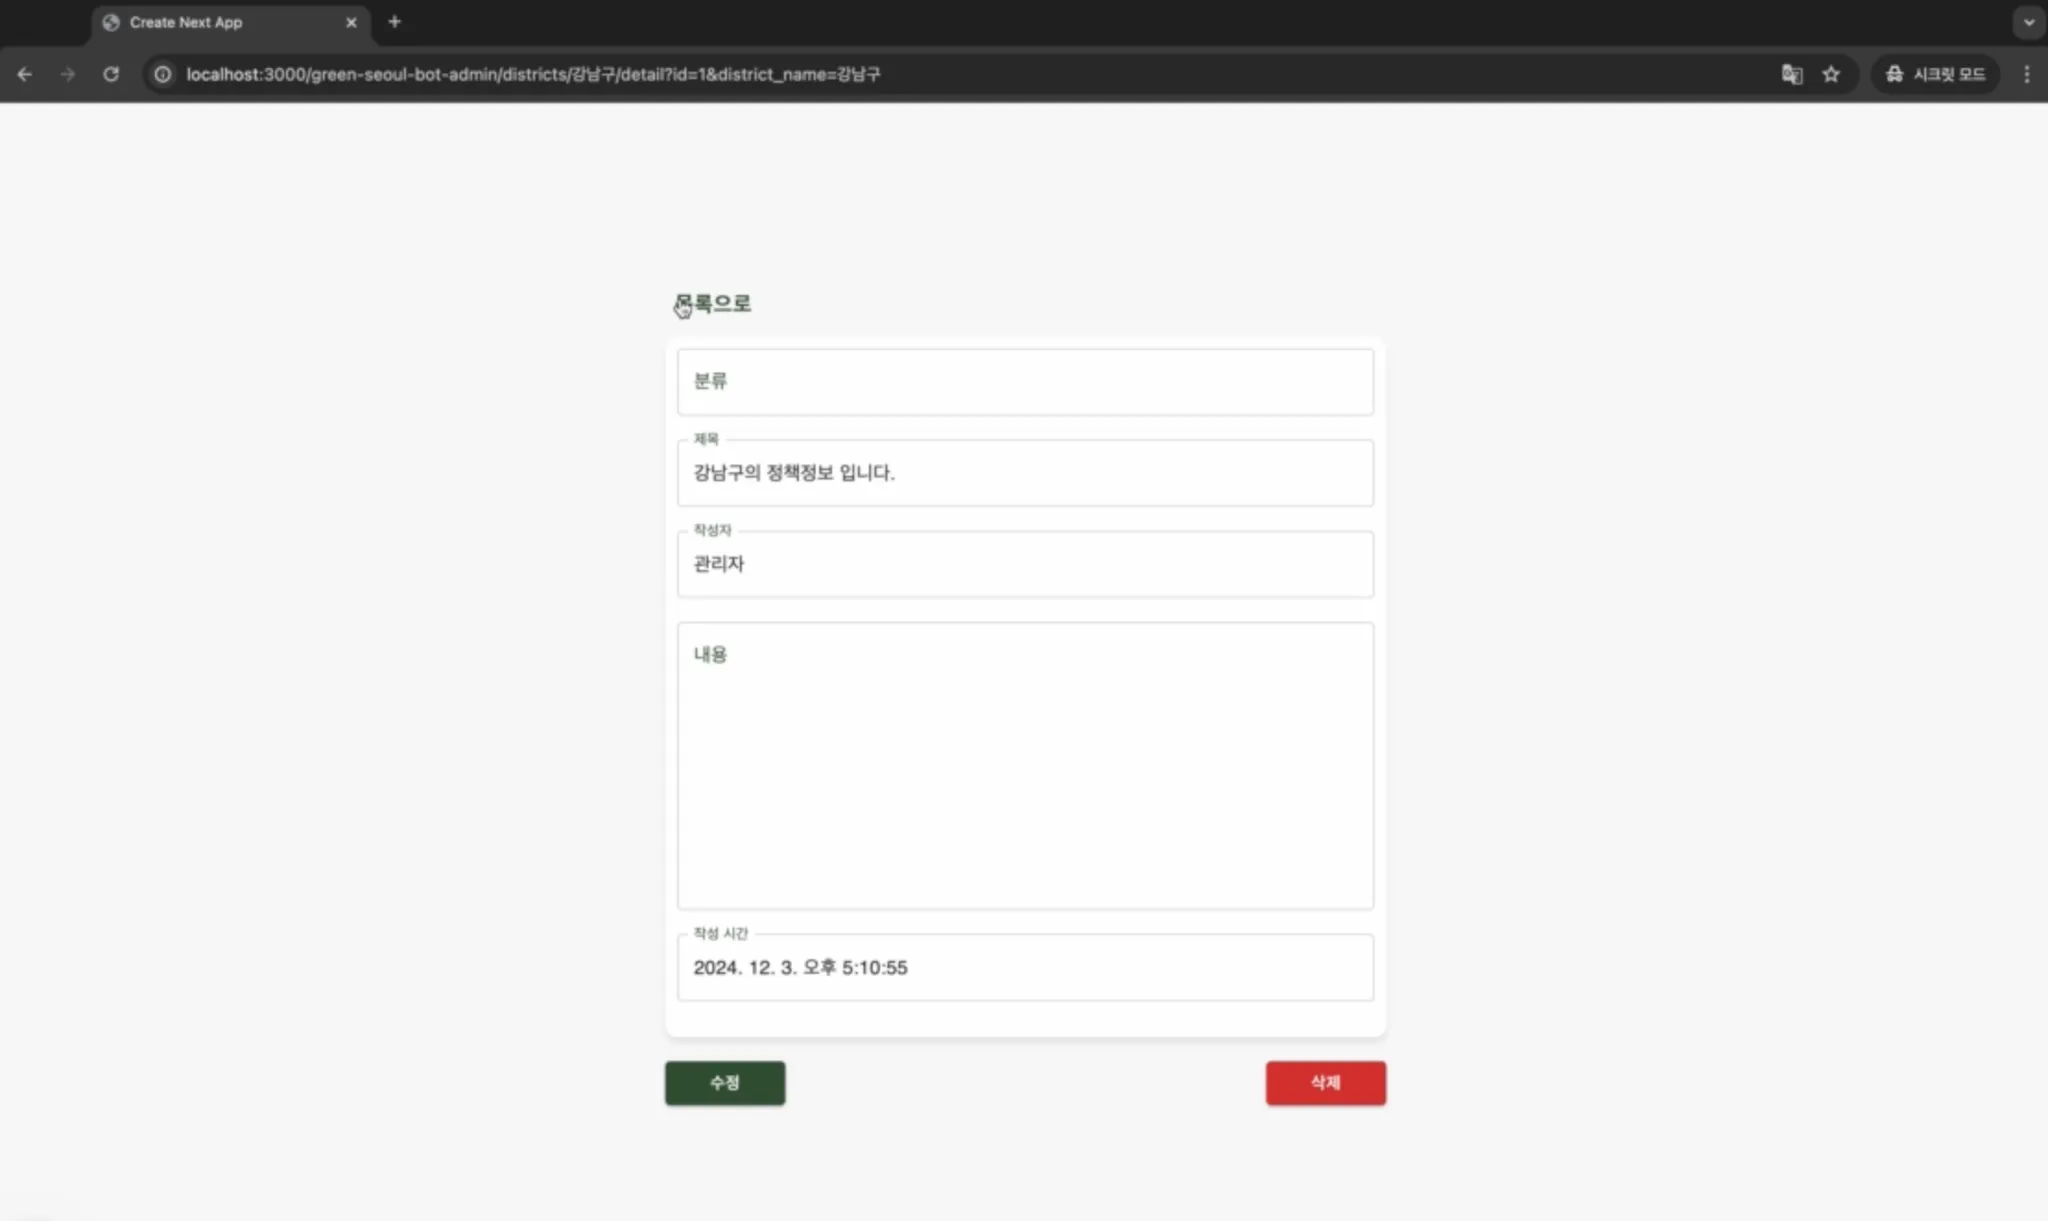 Create Next App
localhost:3000/green-seoul-bot-admin/districts/강남구/detail?id=1&district_name=강남구
시크릿 모드
목록으로
분류
제목
강남구의 정책정보 입니다.
작성자
관리자
내용
작성 시간
2024. 12. 3. 오후 5:10:55
수정
삭제